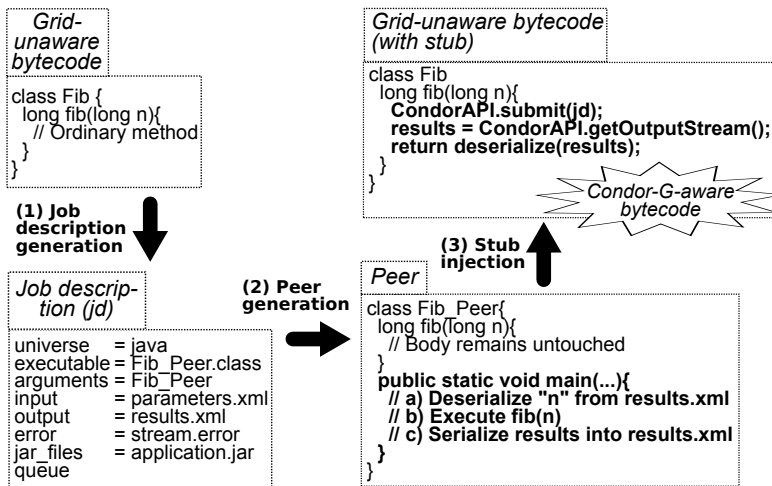 Grid-
unaware
bytecode
class Fib {
long fib(long n){
// Ordinary method
}
}
(1) Job
description
generation
Job descrip-
tion (jd)
universe = java
executable = Fib_Peer.class
arguments = Fib_Peer
input = parameters.xml
output = results.xml
error = stream.error
jar_files = application.jar
queue
(2) Peer
generation
Peer
class Fib_Peer{
long fib(long n){
// Body remains untouched
}
public static void main(...){
// a) Deserialize "n" from results.xml
// b) Execute fib(n)
// c) Serialize results into results.xml
}
}
(3) Stub
injection
Grid-unaware bytecode
(with stub)
class Fib
long fib(long n){
CondorAPI.submit(jd);
results = CondorAPI.getOutputStream();
return deserialize(results);
}
}
Condor-G-aware
bytecode